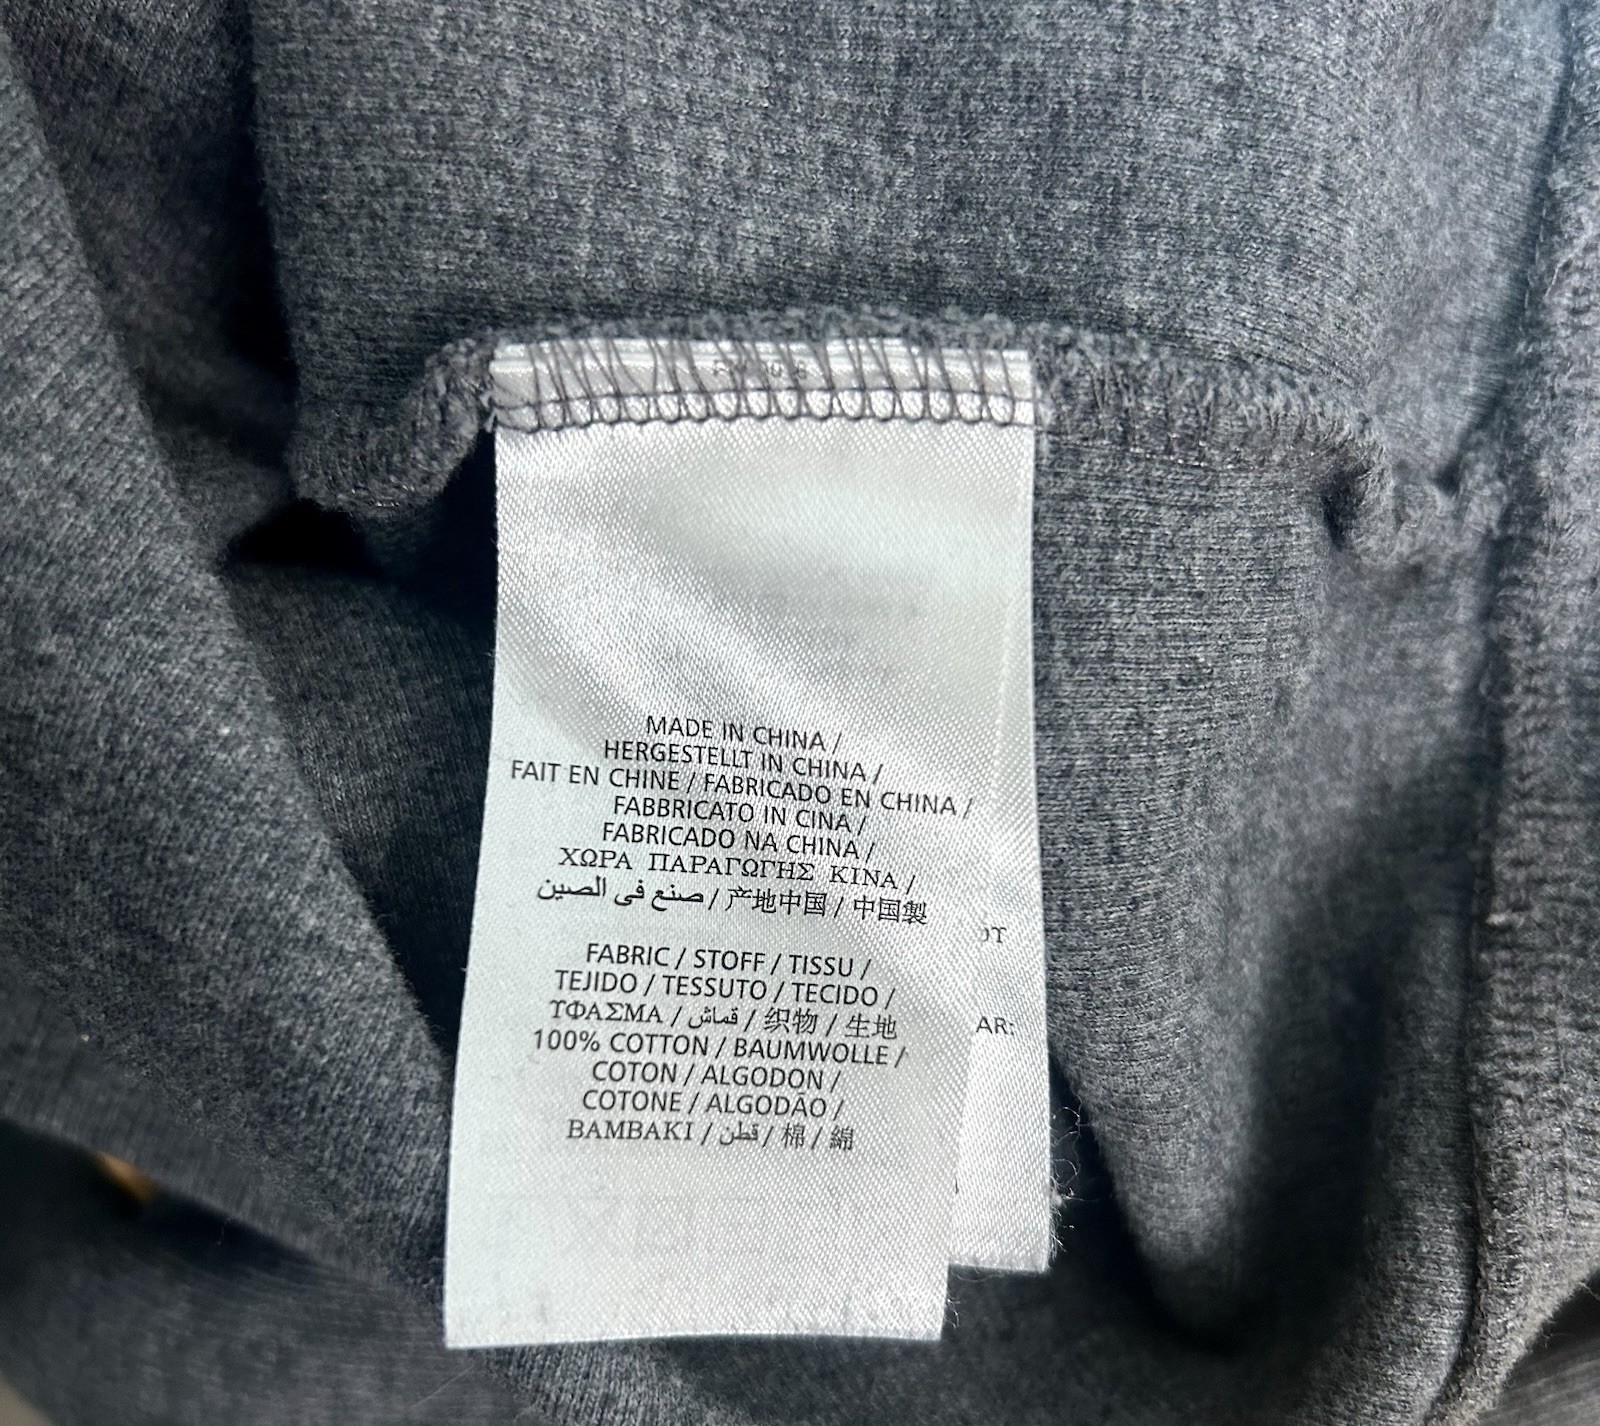 MADE IN CHINA /
HERGESTELLT IN CHINA /
FAIT EN CHINE / FABRICADO EN CHINA /
FABBRICATO IN CINA /
FABRICADO NA CHINA /
ΧΩΡΑ ΠΑΡΑΓΩΓΗΣ ΚΙΝΑ /
صنع فى الصين / 产地中国 / 中国製
FABRIC / STOFF / TISSU /
TEJIDO / TESSUTO / TECIDO /
ΥΦΑΣΜΑ / قماش / 织物 / 生地
100% COTTON / BAUMWOLLE /
COTON / ALGODON /
COTONE / ALGODÃO /
BAMBAKI / قطن / 棉 / 綿
AR: